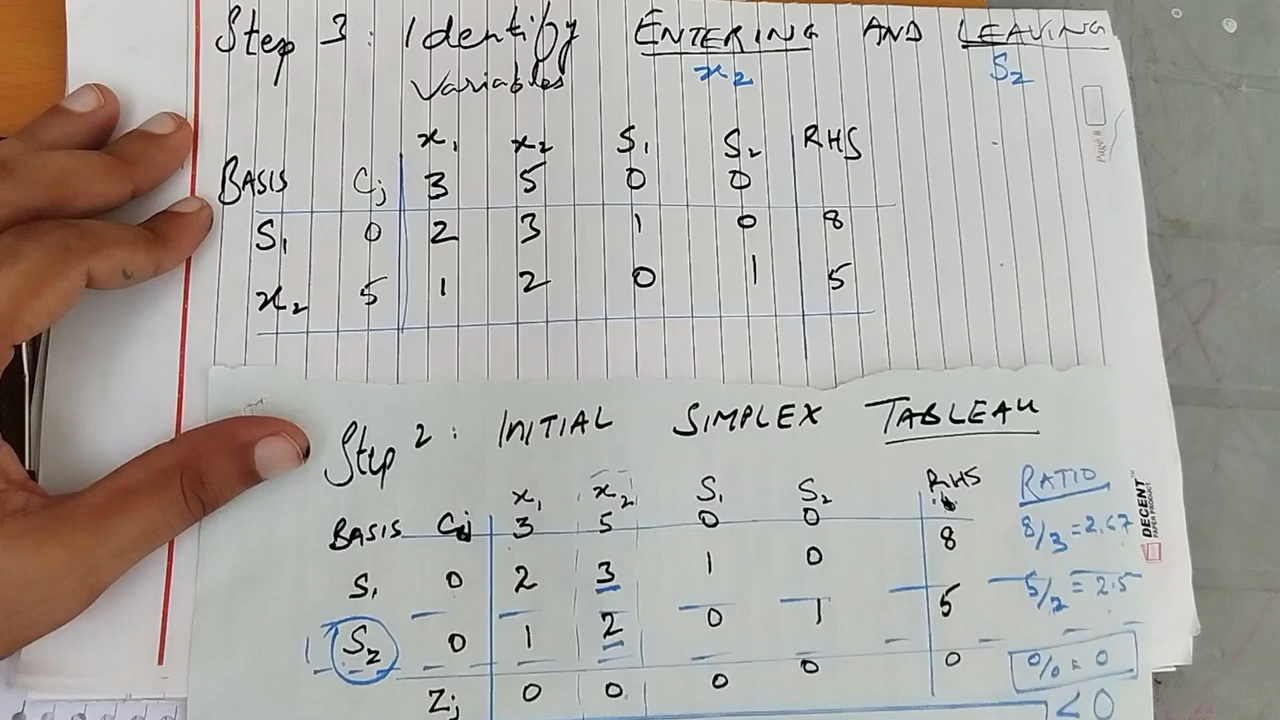 Step 3: Identify ENTERING AND LEAVING
Variables x2 S2
x1 x2 S1 S2 RHS
BASIS Cj 3 5 0 0
S1 0 2 3 1 0 8
x2 5 1 2 0 1 5
Page #
Step 2: INITIAL SIMPLEX TABLEAU
x1 x2 S1 S2 RHS RATIO
BASIS Cj 3 5 0 0
S1 0 2 3 1 0 8 8/3 = 2.67
S2 0 1 2 0 1 5 5/2 = 2.5
Zj 0 0 0 0 0 0/0 = 0
<0
DECENT
PAPER PRODUCT